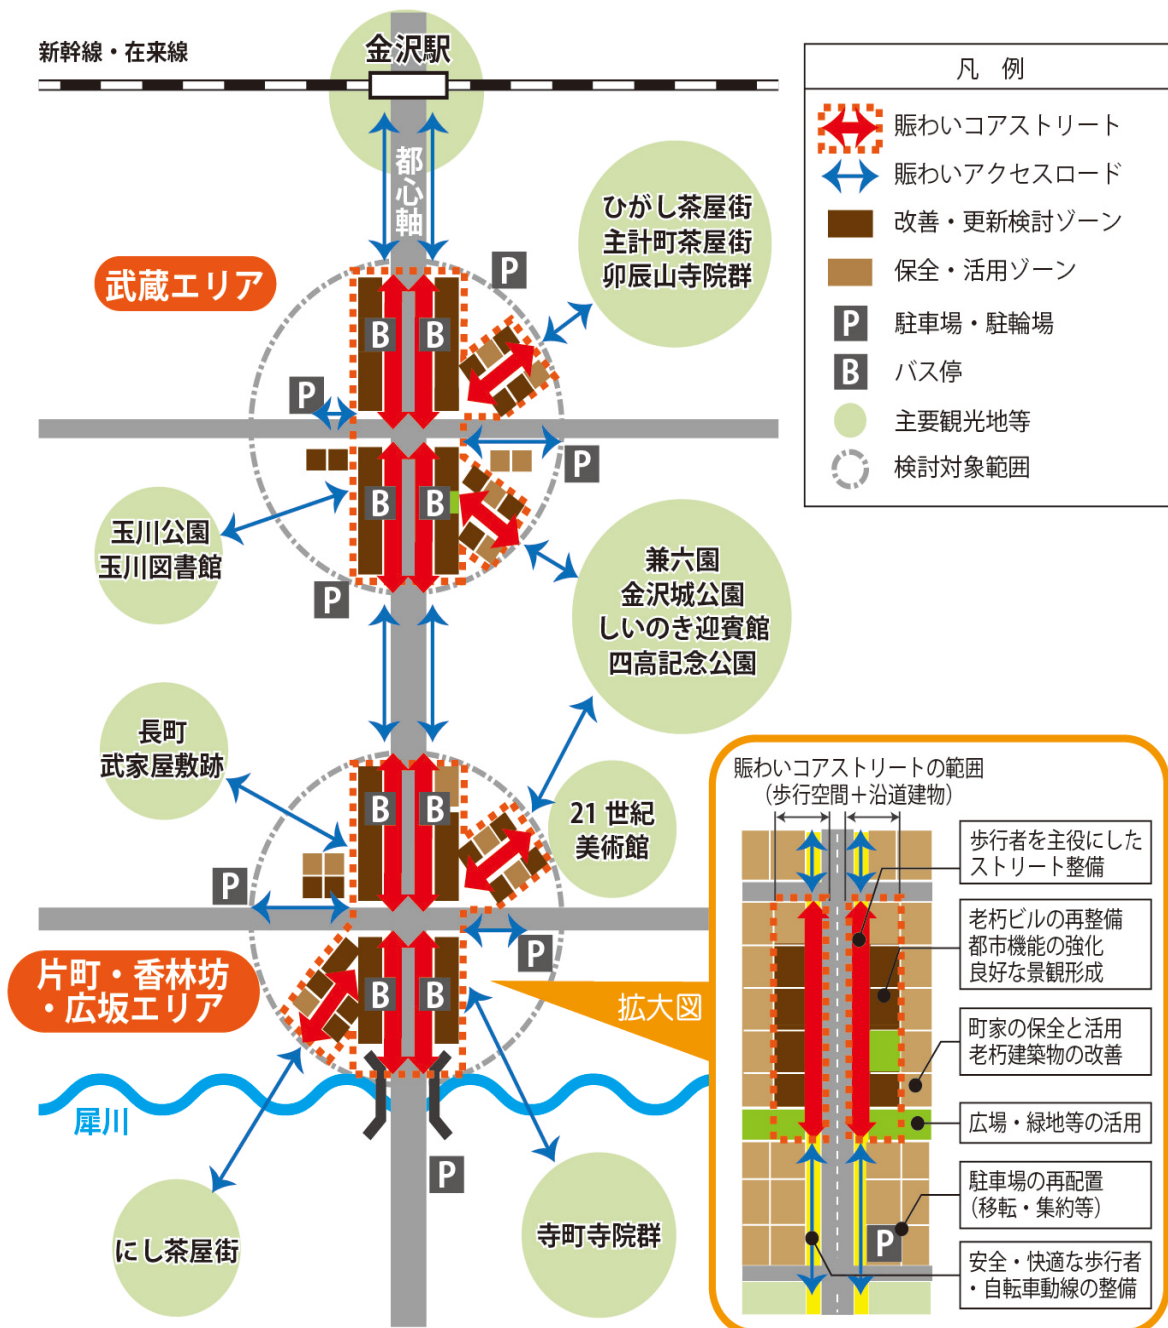 新幹線・在来線
金沢駅
都心軸
ひがし茶屋街
主計町茶屋街
卯辰山寺院群
武蔵エリア
P
B
B
P
P
B
B
玉川公園
玉川図書館
P
兼六園
金沢城公園
しいのき迎賓館
四高記念公園
長町
武家屋敷跡
B
B
21世紀
美術館
P
P
片町・香林坊
・広坂エリア
B
B
犀川
P
にし茶屋街
寺町寺院群
凡 例
賑わいコアストリート
賑わいアクセスロード
改善・更新検討ゾーン
保全・活用ゾーン
P 駐車場・駐輪場
B バス停
主要観光地等
検討対象範囲
拡大図
賑わいコアストリートの範囲
(歩行空間+沿道建物)
歩行者を主役にした
ストリート整備
老朽ビルの再整備
都市機能の強化
良好な景観形成
町家の保全と活用
老朽建築物の改善
広場・緑地等の活用
駐車場の再配置
(移転・集約等)
P
安全・快適な歩行者
・自転車動線の整備